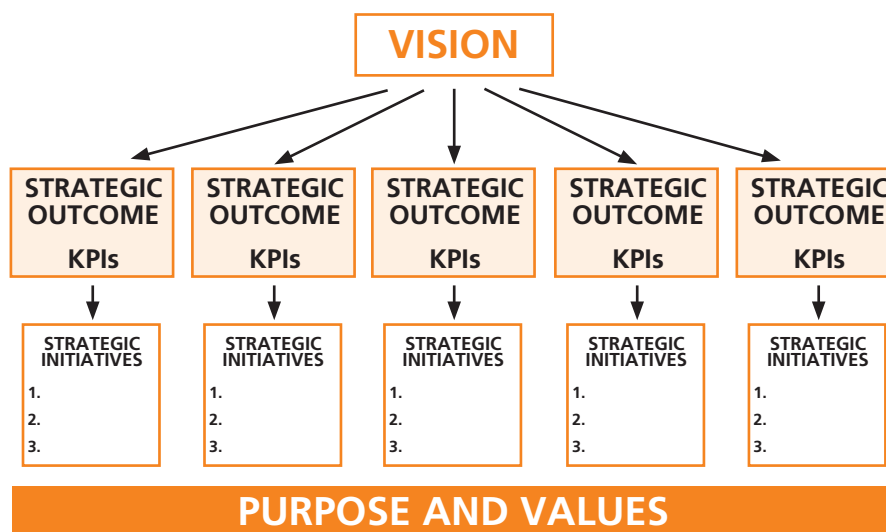 VISION
STRATEGIC
OUTCOME
KPIs
STRATEGIC
OUTCOME
KPIs
STRATEGIC
OUTCOME
KPIs
STRATEGIC
OUTCOME
KPIs
STRATEGIC
OUTCOME
KPIs
STRATEGIC
INITIATIVES
1.
2.
3.
STRATEGIC
INITIATIVES
1.
2.
3.
STRATEGIC
INITIATIVES
1.
2.
3.
STRATEGIC
INITIATIVES
1.
2.
3.
STRATEGIC
INITIATIVES
1.
2.
3.
PURPOSE AND VALUES